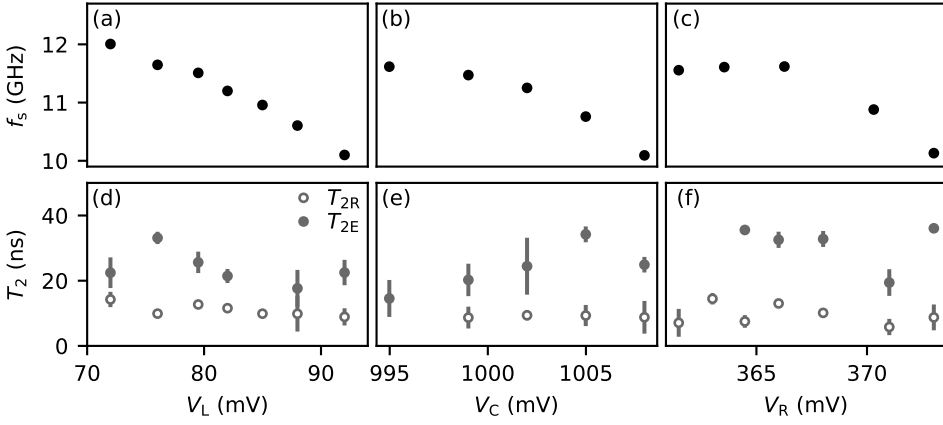 (a)
(b)
(c)
12
11
10
f_s (GHz)
(d)
T_2R
T_2E
(e)
(f)
40
20
0
T_2 (ns)
70
80
90
995
1000
1005
365
370
V_L (mV)
V_C (mV)
V_R (mV)